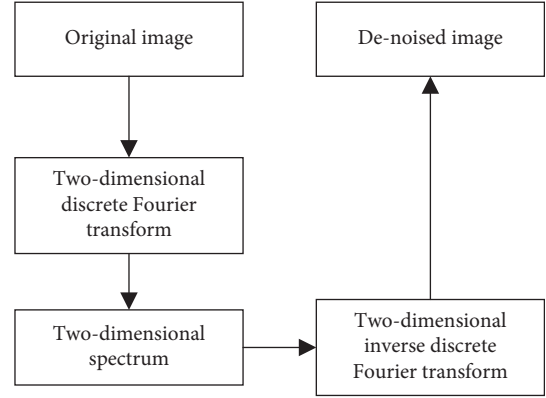 Original image
De-noised image
Two-dimensional
discrete Fourier
transform
Two-dimensional
spectrum
Two-dimensional
inverse discrete
Fourier transform